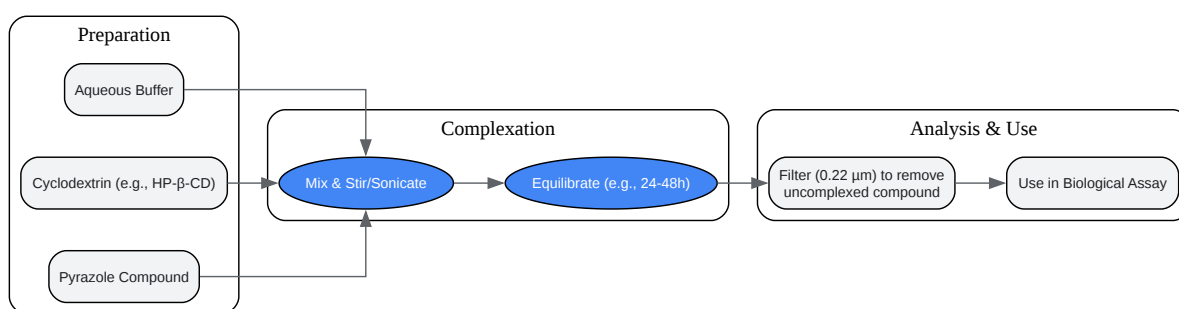 Preparation
Aqueous Buffer
Cyclodextrin (e.g., HP-β-CD)
Pyrazole Compound
Complexation
Mix & Stir/Sonicate
Equilibrate (e.g., 24-48h)
Analysis & Use
Filter (0.22 µm) to remove
uncomplexed compound
Use in Biological Assay